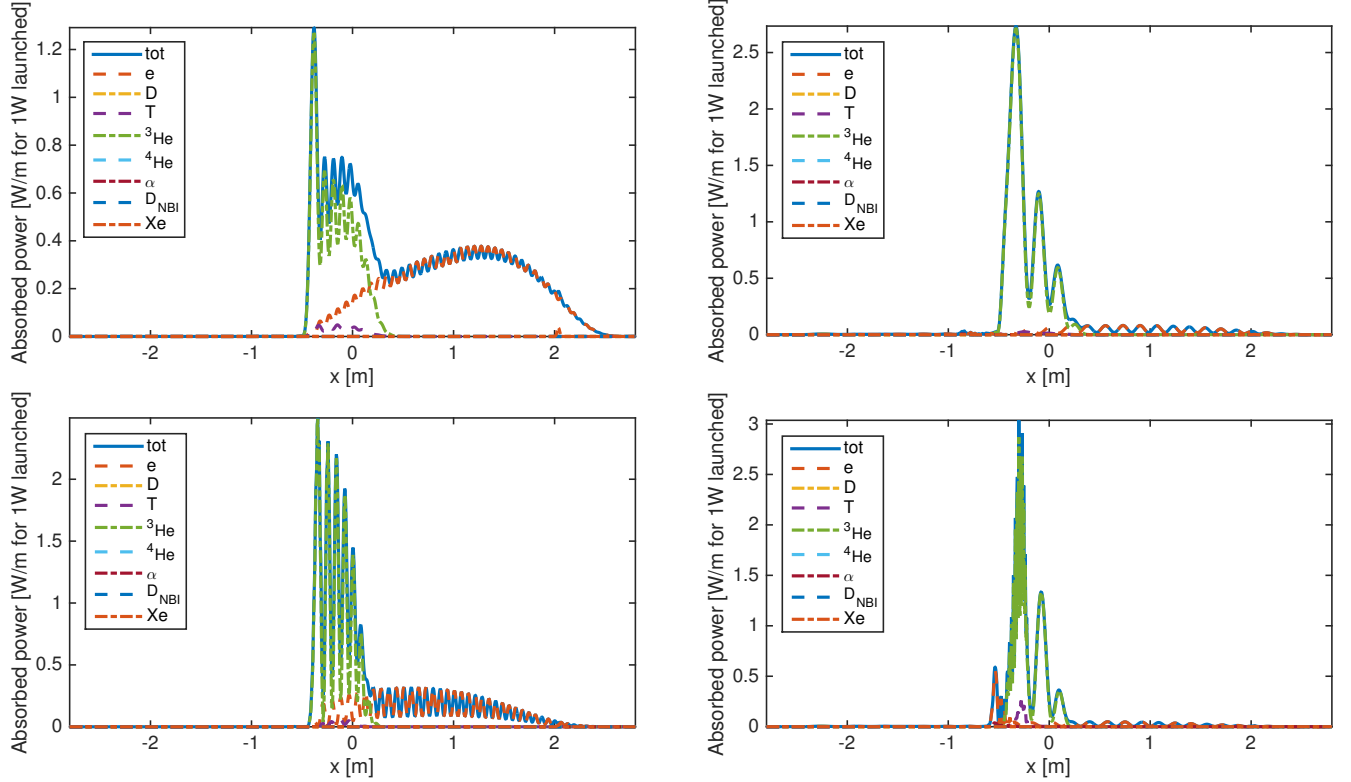 1.2
1
0.8
0.6
0.4
0.2
0
-2
-1
0
1
2
x [m]
Absorbed power [W/m for 1W launched]
tot
e
D
T
³He
⁴He
α
D_NBI
Xe
2.5
2
1.5
1
0.5
0
-2
-1
0
1
2
x [m]
Absorbed power [W/m for 1W launched]
tot
e
D
T
³He
⁴He
α
D_NBI
Xe
2
1.5
1
0.5
0
-2
-1
0
1
2
x [m]
Absorbed power [W/m for 1W launched]
tot
e
D
T
³He
⁴He
α
D_NBI
Xe
3
2.5
2
1.5
1
0.5
0
-2
-1
0
1
2
x [m]
Absorbed power [W/m for 1W launched]
tot
e
D
T
³He
⁴He
α
D_NBI
Xe